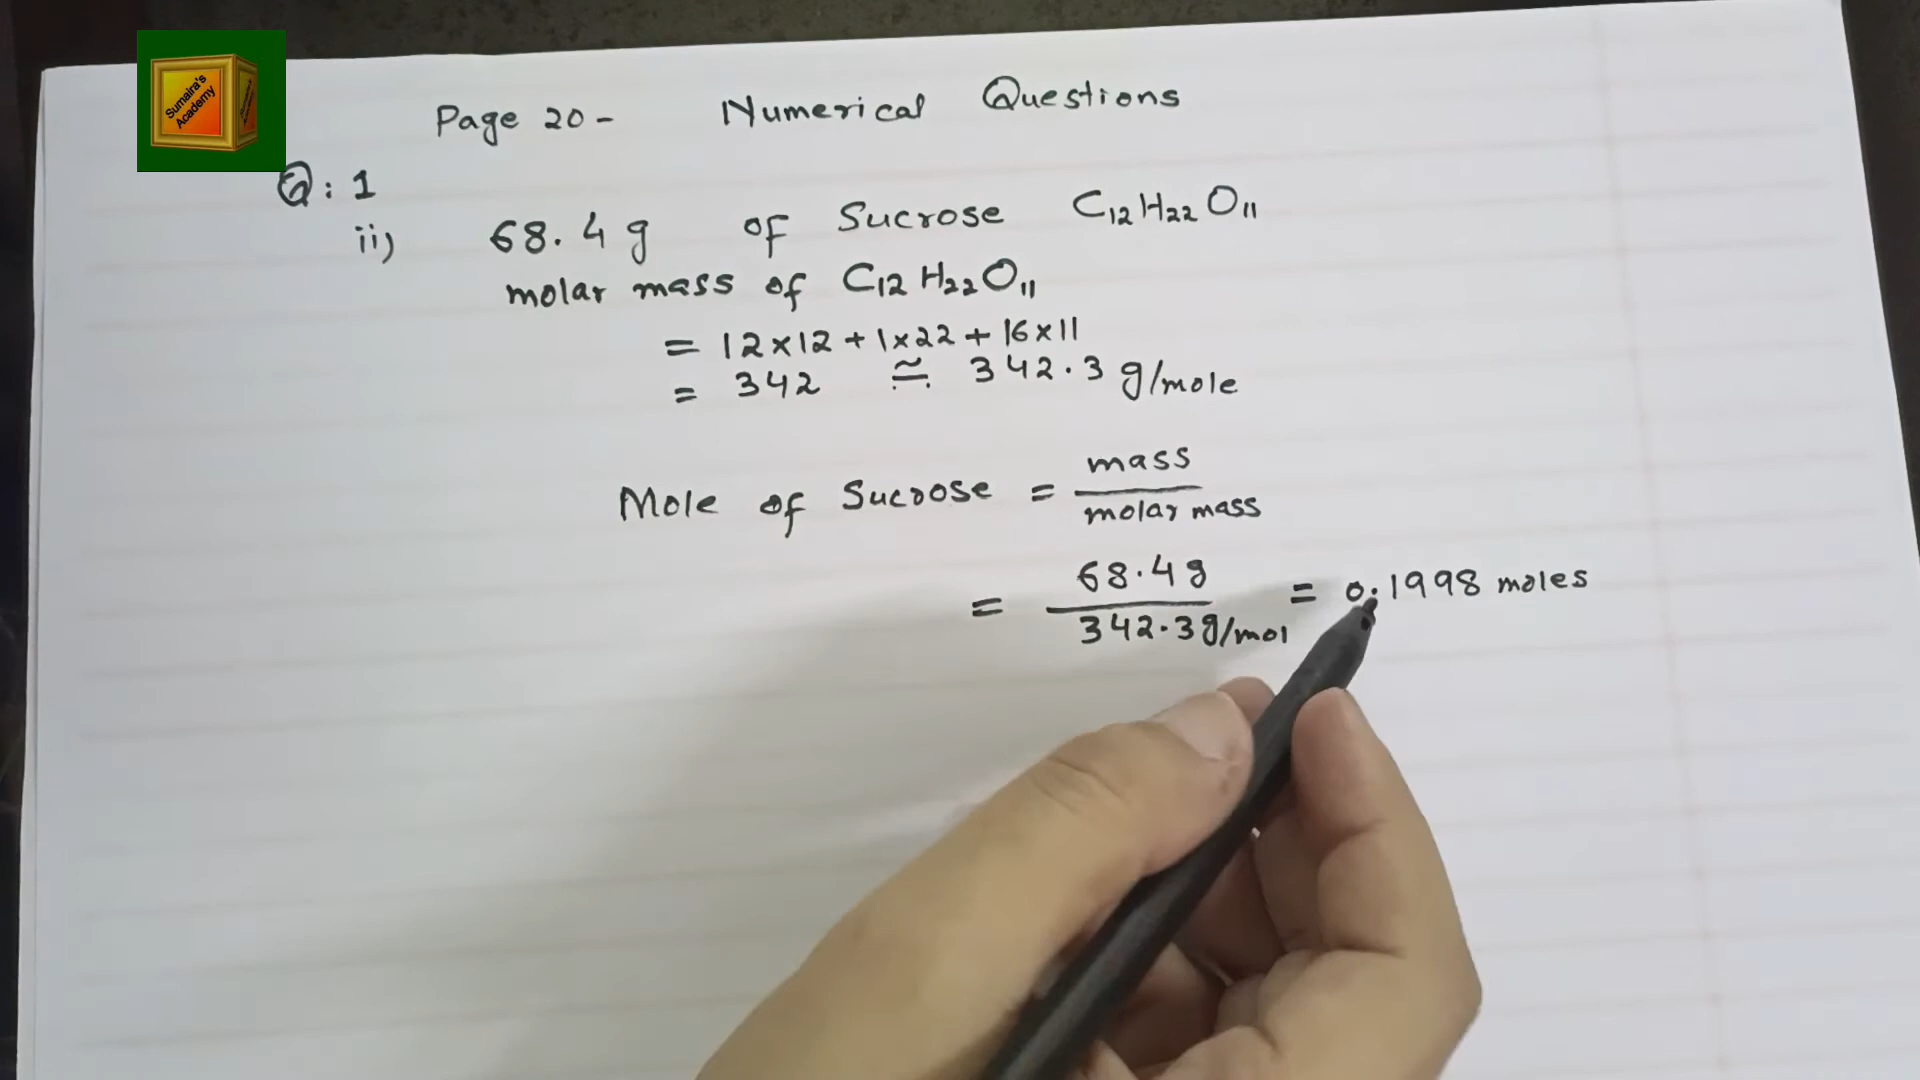 Sumaira's
Academy
Page 20- Numerical Questions
Q: 1
ii) 68.4 g of Sucrose C₁₂H₂₂O₁₁
molar mass of C₁₂H₂₂O₁₁
= 12×12 + 1×22 + 16×11
= 342 ≅ 342.3 g/mole
Mole of Sucrose = mass
molar mass
= 68.4 g = 0.1998 moles
342.3 g/mol